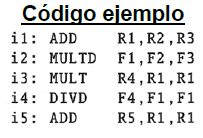 Código ejemplo
i1: ADD R1,R2,R3
i2: MULTD F1,F2,F3
i3: MULT R4,R1,R1
i4: DIVD F4,F1,F1
i5: ADD R5,R1,R1